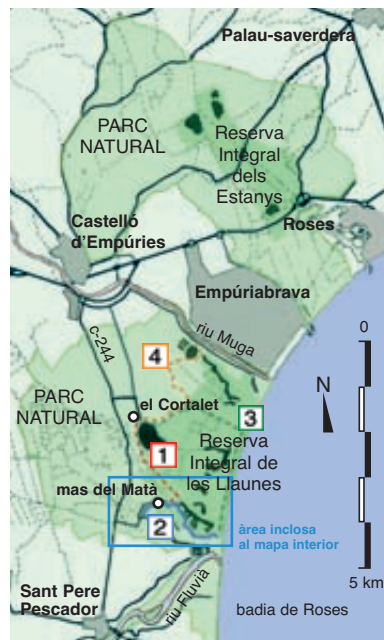 Palau-saverdera
PARC
NATURAL
Reserva
Integral
dels
Estanys
Castelló
d'Empúries
Roses
Empúriabrava
riu Muga
c-244
0
4
N
PARC
NATURAL
el Cortalet
3
1
Reserva
Integral de
les Llaunes
mas del Matà
2
àrea inclosa
al mapa interior
5 km
Sant Pere
Pescador
riu Fluvià
badia de Roses